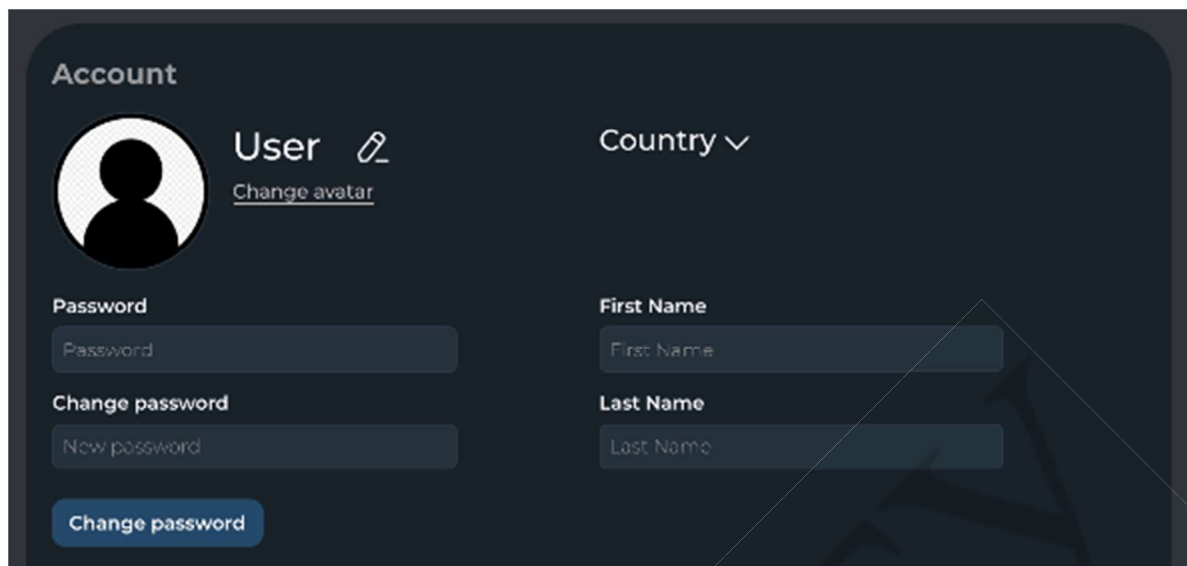 Account
User
Change avatar
Country
Password
Password
Change password
New password
Change password
First Name
First Name
Last Name
Last Name